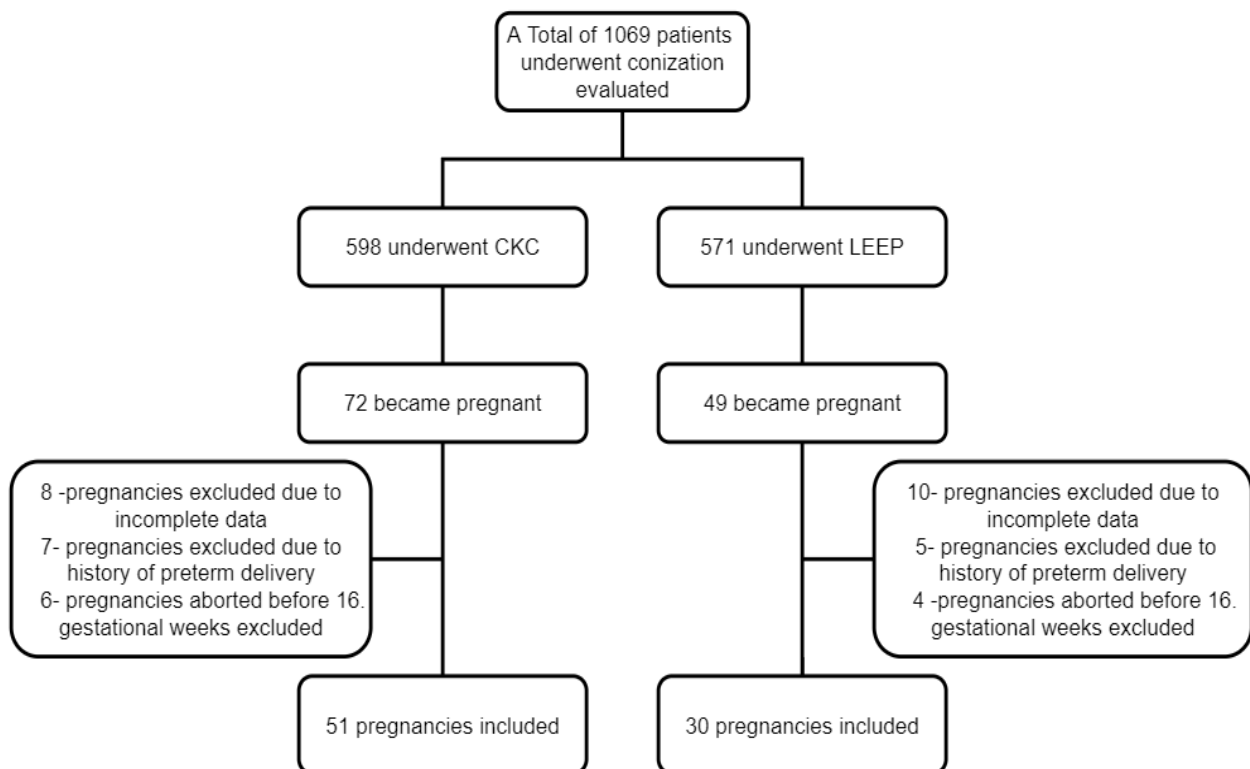 A Total of 1069 patients
underwent conization
evaluated
598 underwent CKC
571 underwent LEEP
72 became pregnant
49 became pregnant
8 -pregnancies excluded due to
incomplete data
7- pregnancies excluded due to
history of preterm delivery
6- pregnancies aborted before 16.
gestational weeks excluded
10- pregnancies excluded due to
incomplete data
5- pregnancies excluded due to
history of preterm delivery
4 -pregnancies aborted before 16.
gestational weeks excluded
51 pregnancies included
30 pregnancies included